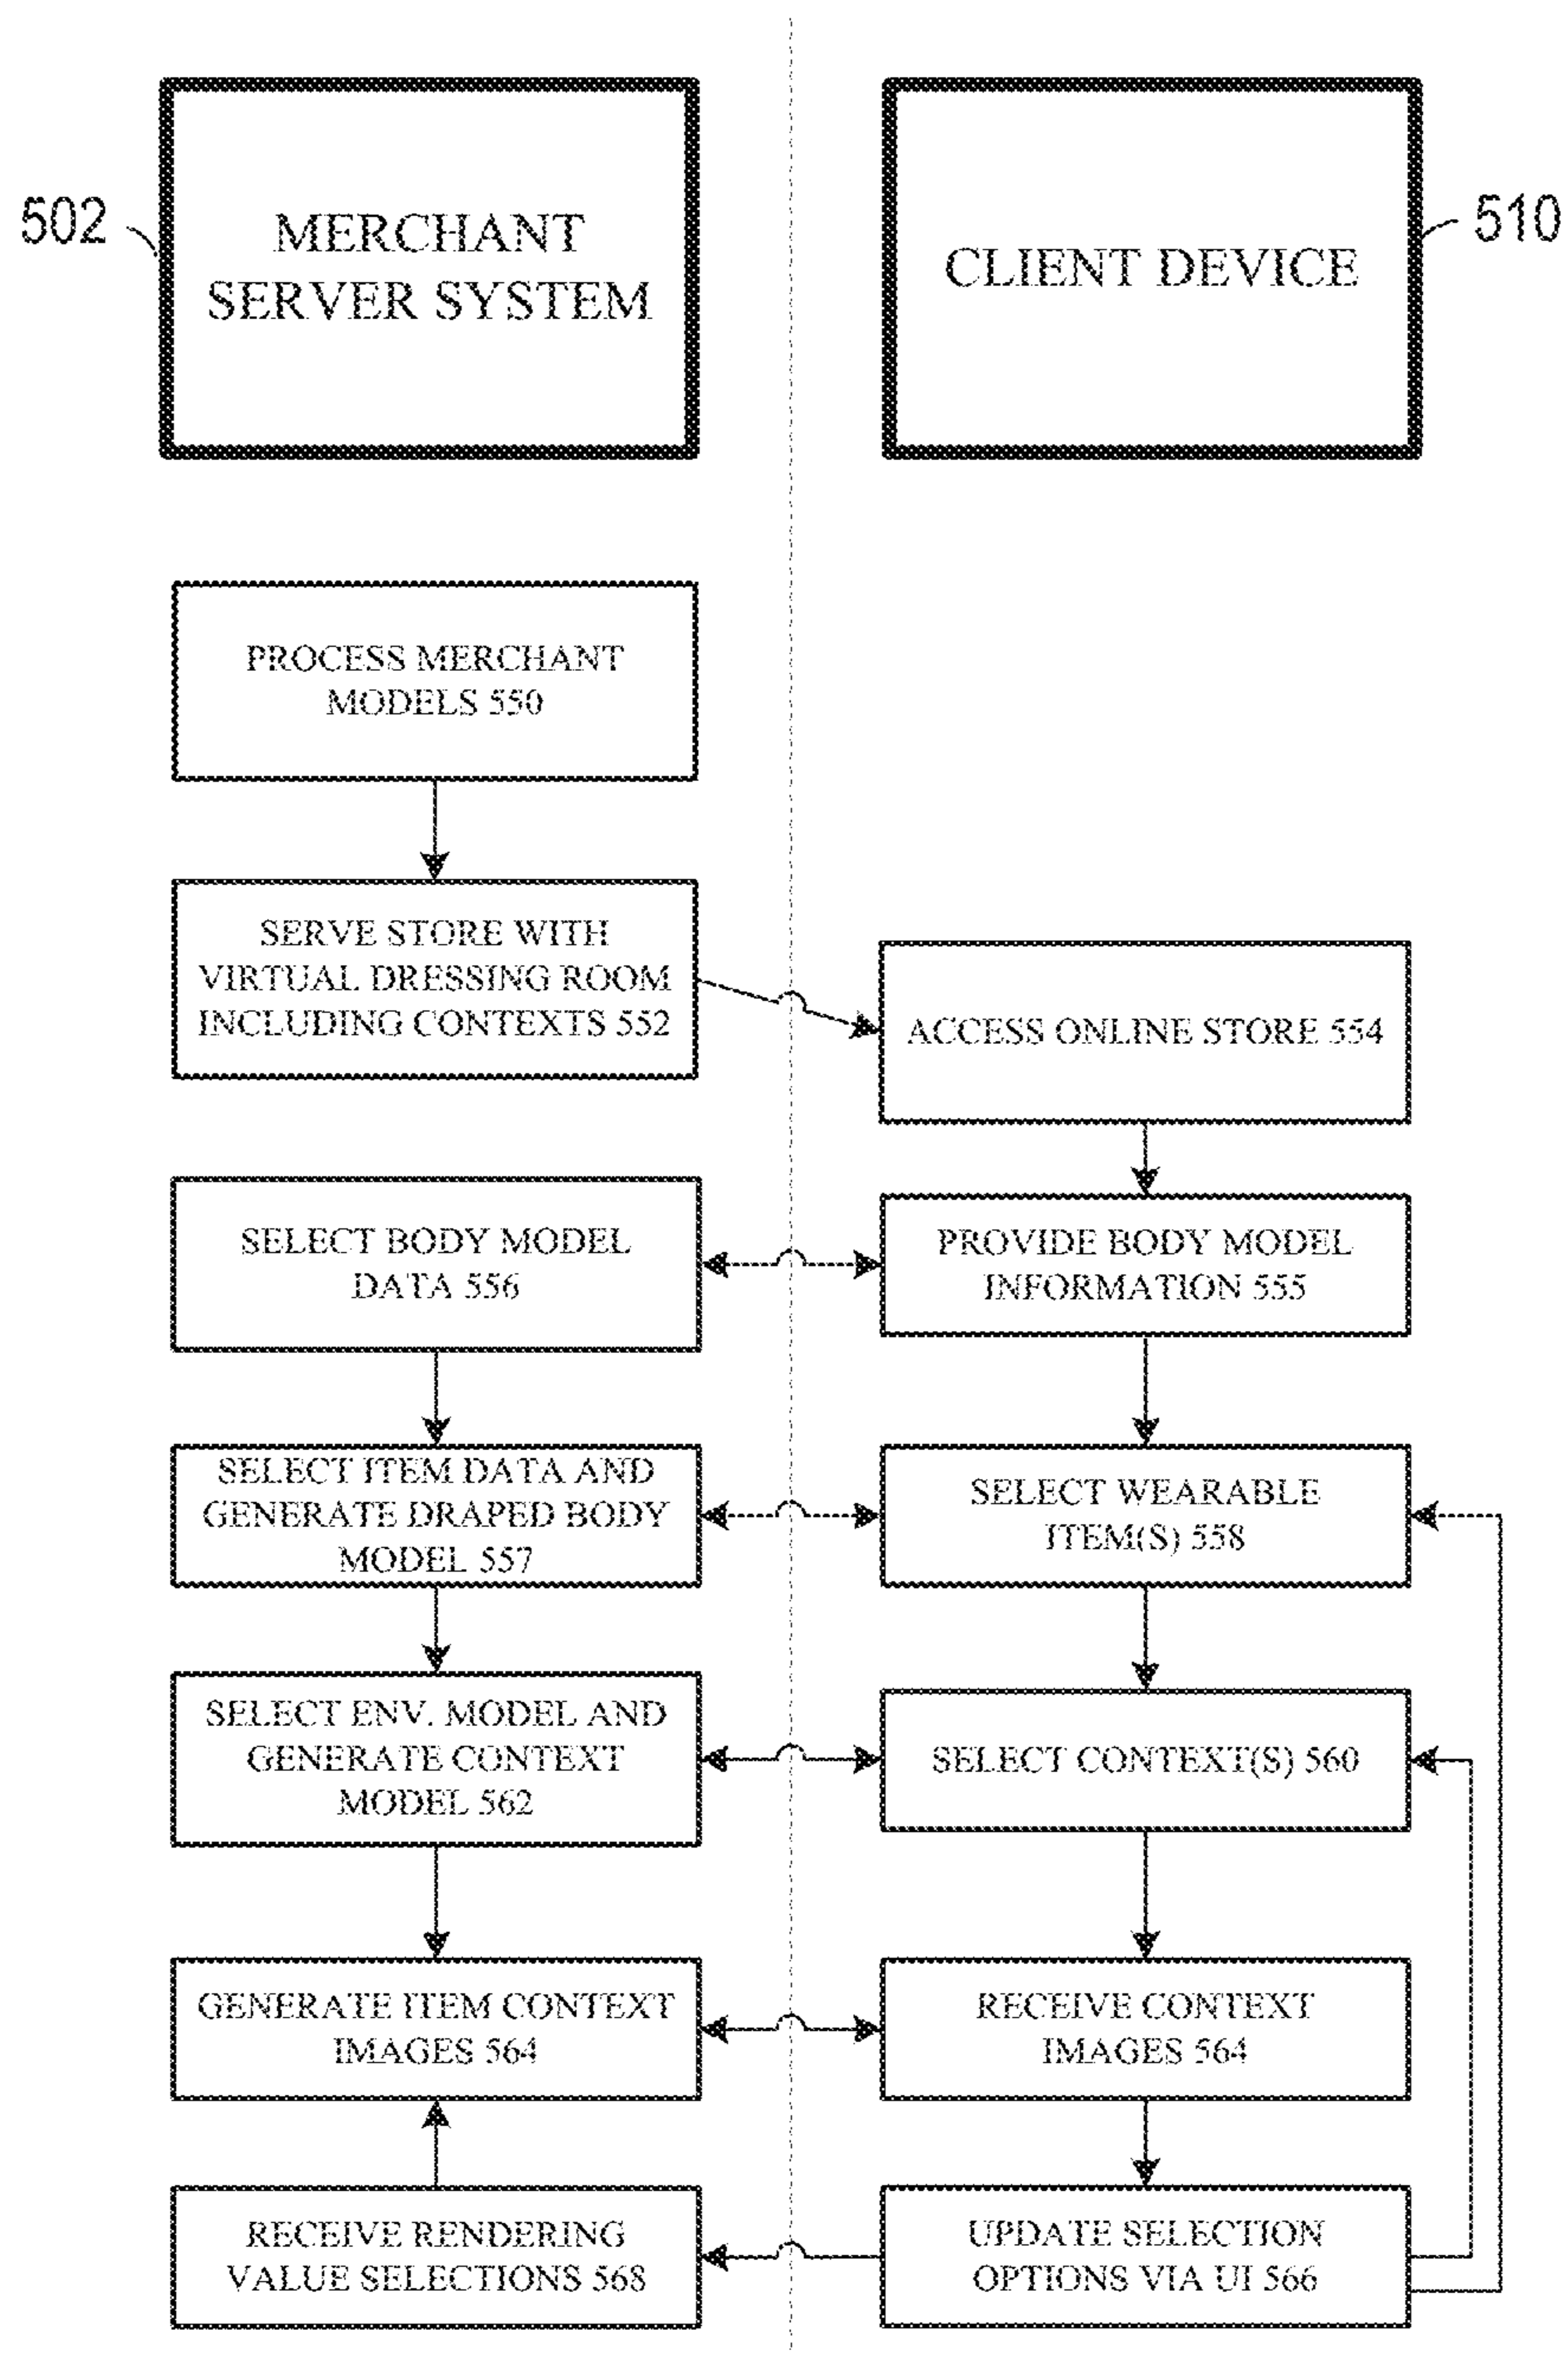 502
MERCHANT
SERVER SYSTEM
CLIENT DEVICE
510
PROCESS MERCHANT
MODELS 550
SERVE STORE WITH
VIRTUAL DRESSING ROOM
INCLUDING CONTEXTS 552
ACCESS ONLINE STORE 554
SELECT BODY MODEL
DATA 556
PROVIDE BODY MODEL
INFORMATION 555
SELECT ITEM DATA AND
GENERATE DRAPED BODY
MODEL 557
SELECT WEARABLE
ITEM(S) 558
SELECT ENV. MODEL AND
GENERATE CONTEXT
MODEL 562
SELECT CONTEXT(S) 560
GENERATE ITEM CONTEXT
IMAGES 564
RECEIVE CONTEXT
IMAGES 564
RECEIVE RENDERING
VALUE SELECTIONS 568
UPDATE SELECTION
OPTIONS VIA UI 566